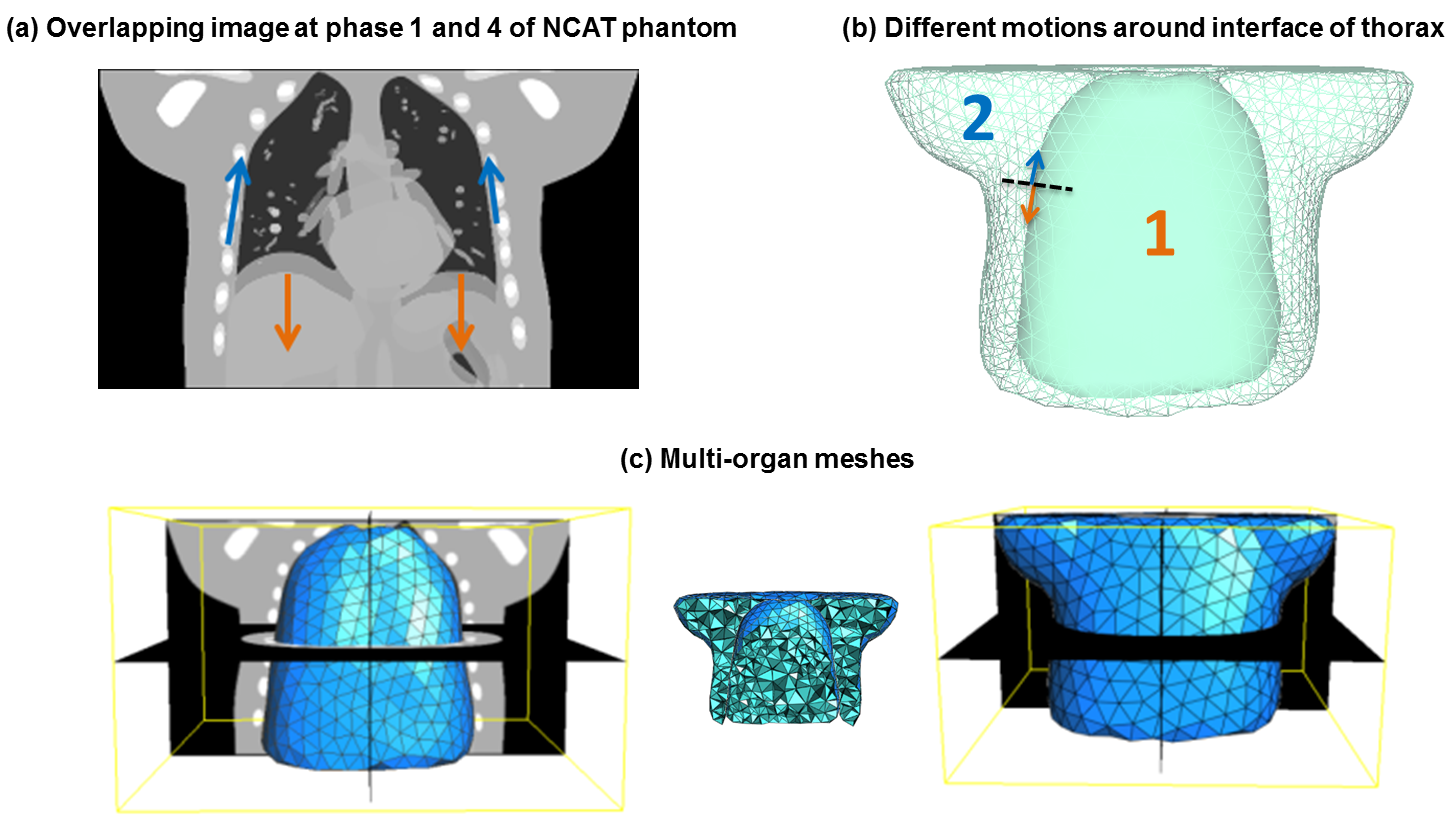 (a) Overlapping image at phase 1 and 4 of NCAT phantom
(b) Different motions around interface of thorax
2
1
(c) Multi-organ meshes